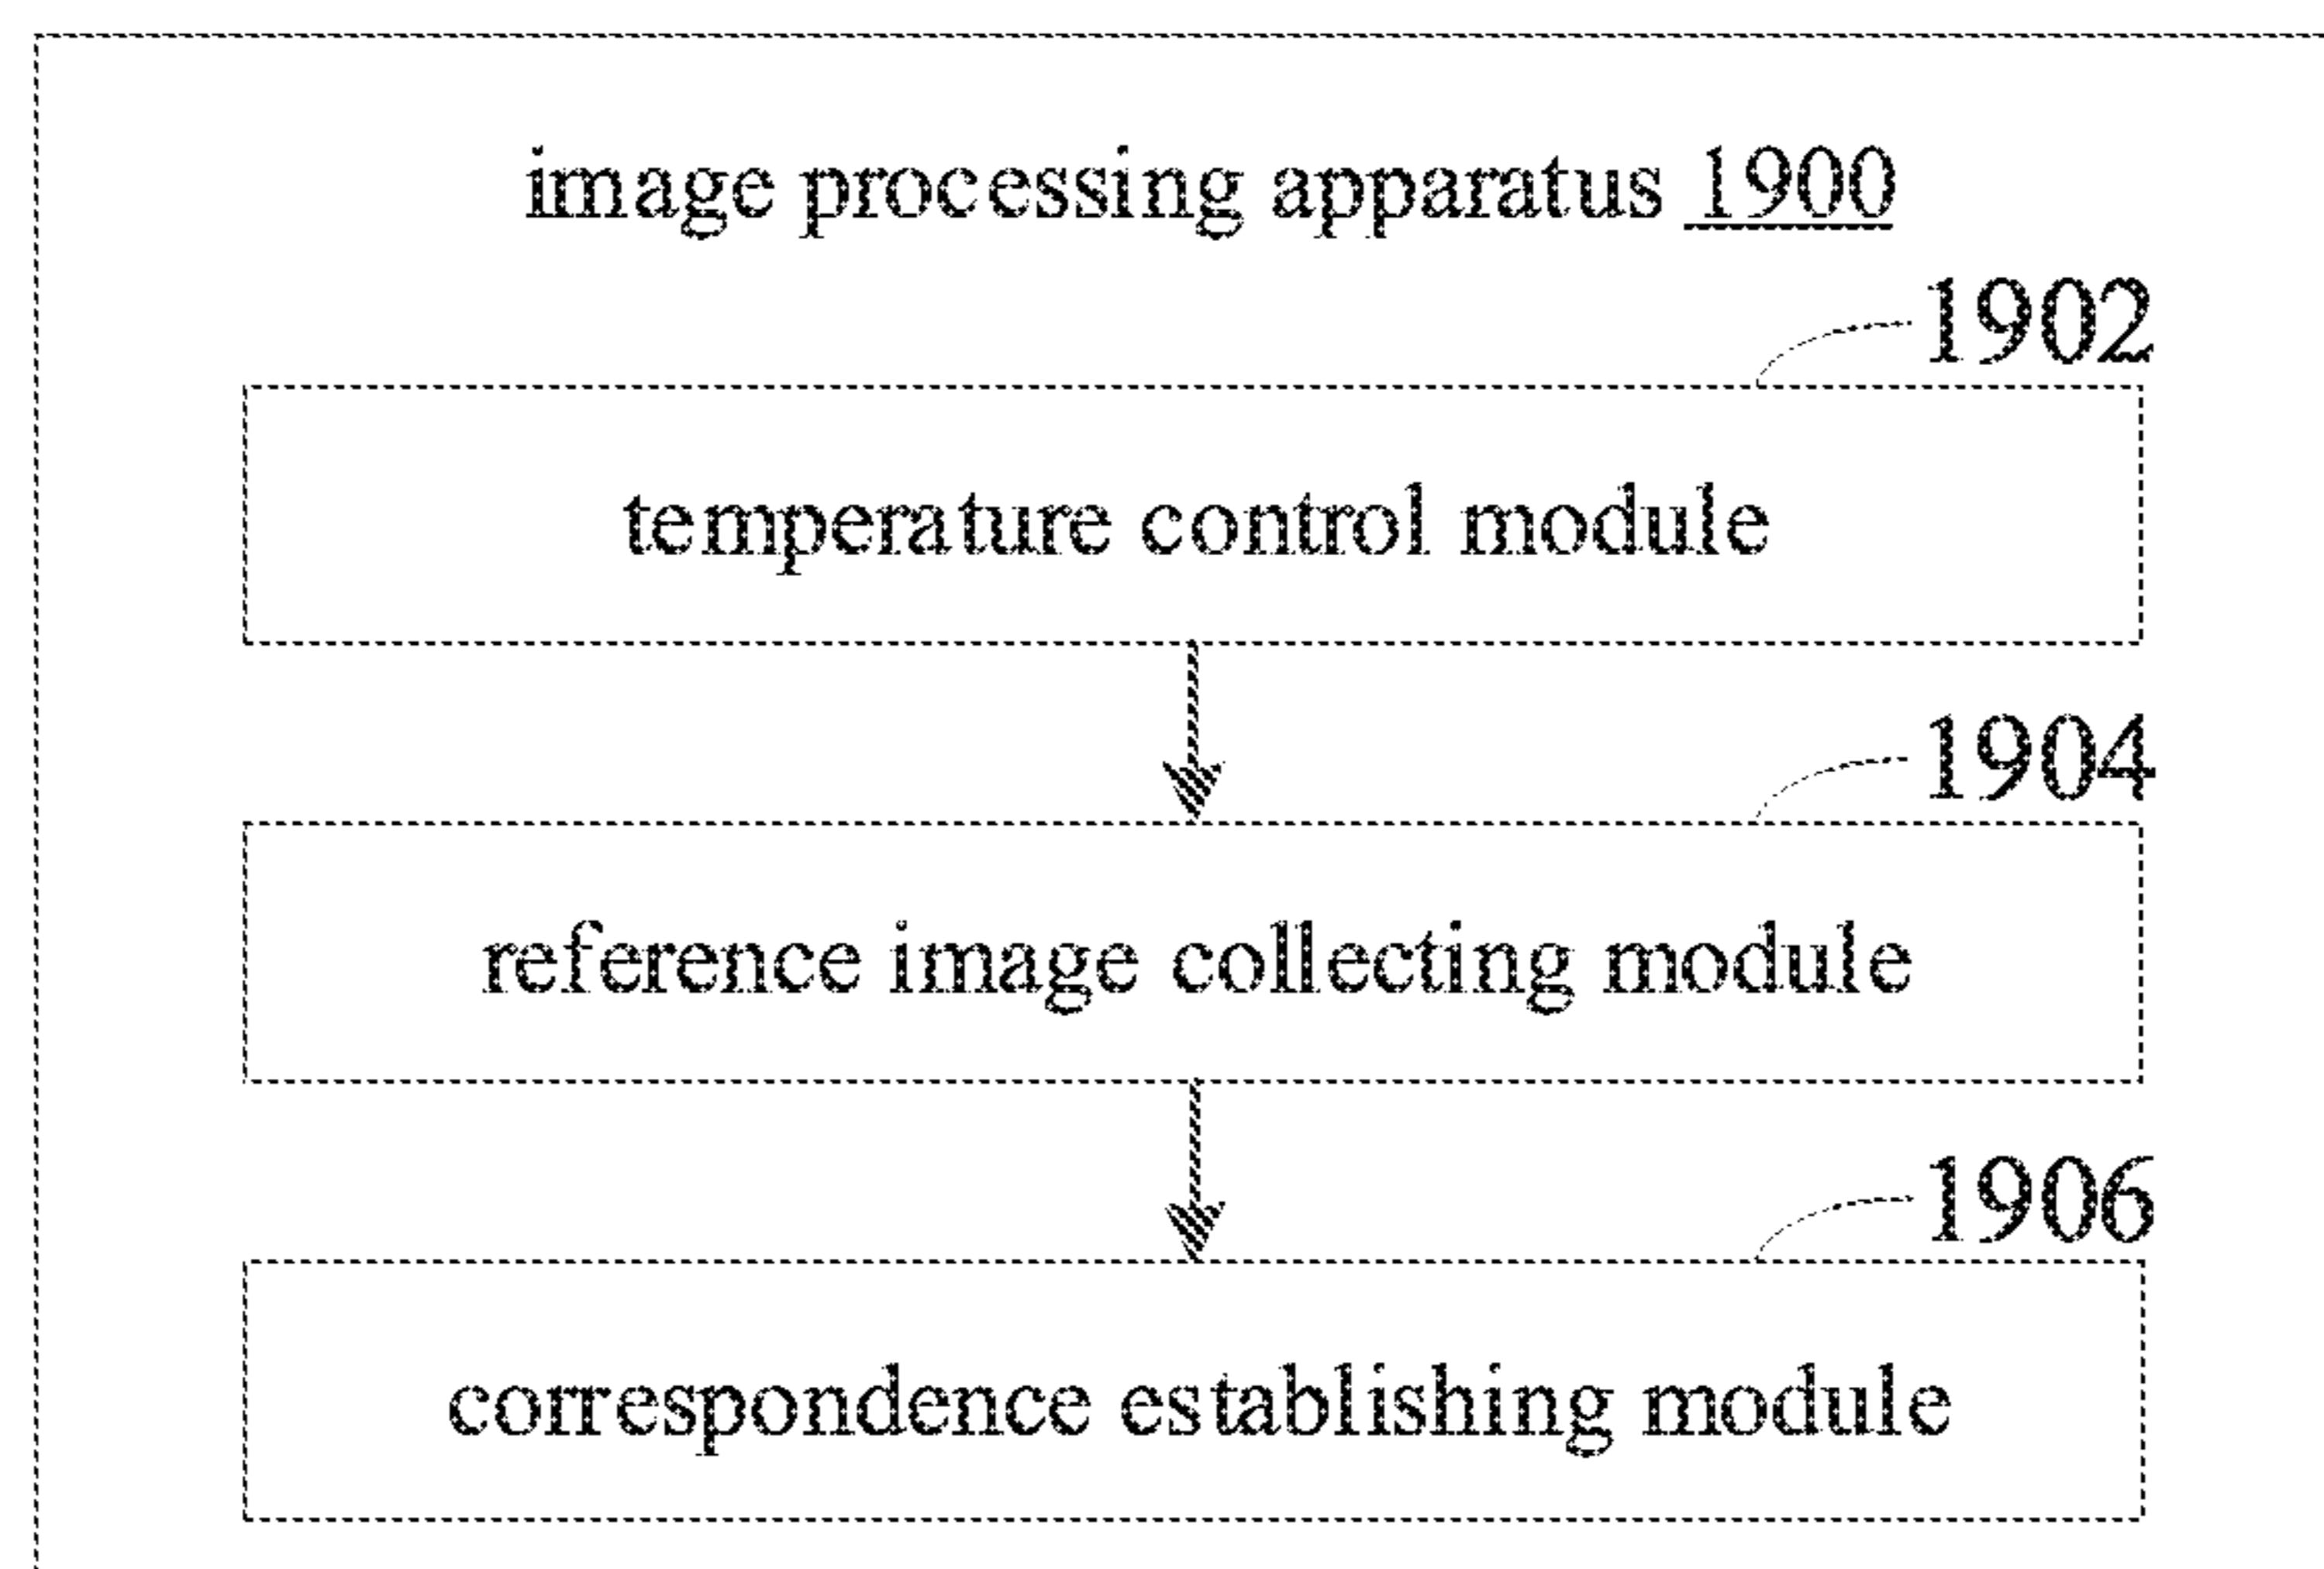 image processing apparatus 1900
1902
temperature control module
1904
reference image collecting module
1906
correspondence establishing module